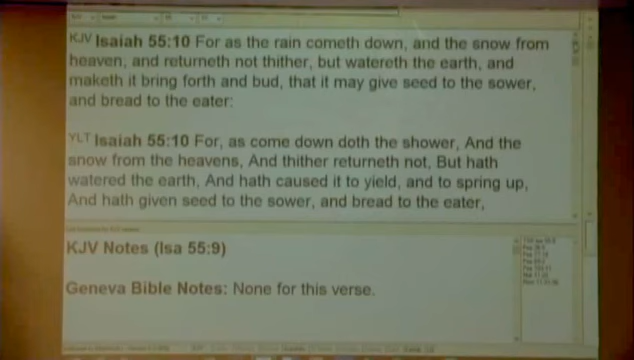 KJV Isaiah 55:10 For as the rain cometh down, and the snow from
heaven, and returneth not thither, but watereth the earth, and
maketh it bring forth and bud, that it may give seed to the sower,
and bread to the eater:
YLT Isaiah 55:10 For, as come down doth the shower, And the
snow from the heavens, And thither returneth not, But hath
watered the earth, And hath caused it to yield, and to spring up,
And hath given seed to the sower, and bread to the eater,
KJV Notes (Isa 55:9)
Geneva Bible Notes: None for this verse.